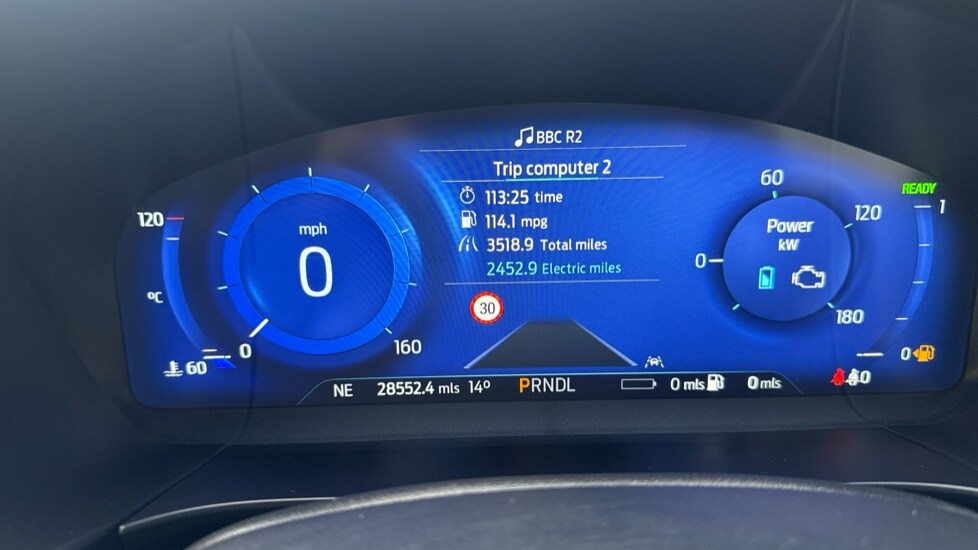 BBC R2
Trip computer 2
113:25 time
114.1 mpg
3518.9 Total miles
2452.9 Electric miles
30
mph
0
0
160
120
°C
60
60
120
0
180
Power
kW
READY
1
0
NE 28552.4 mls 14° PRNDL 0 mls 0 mls